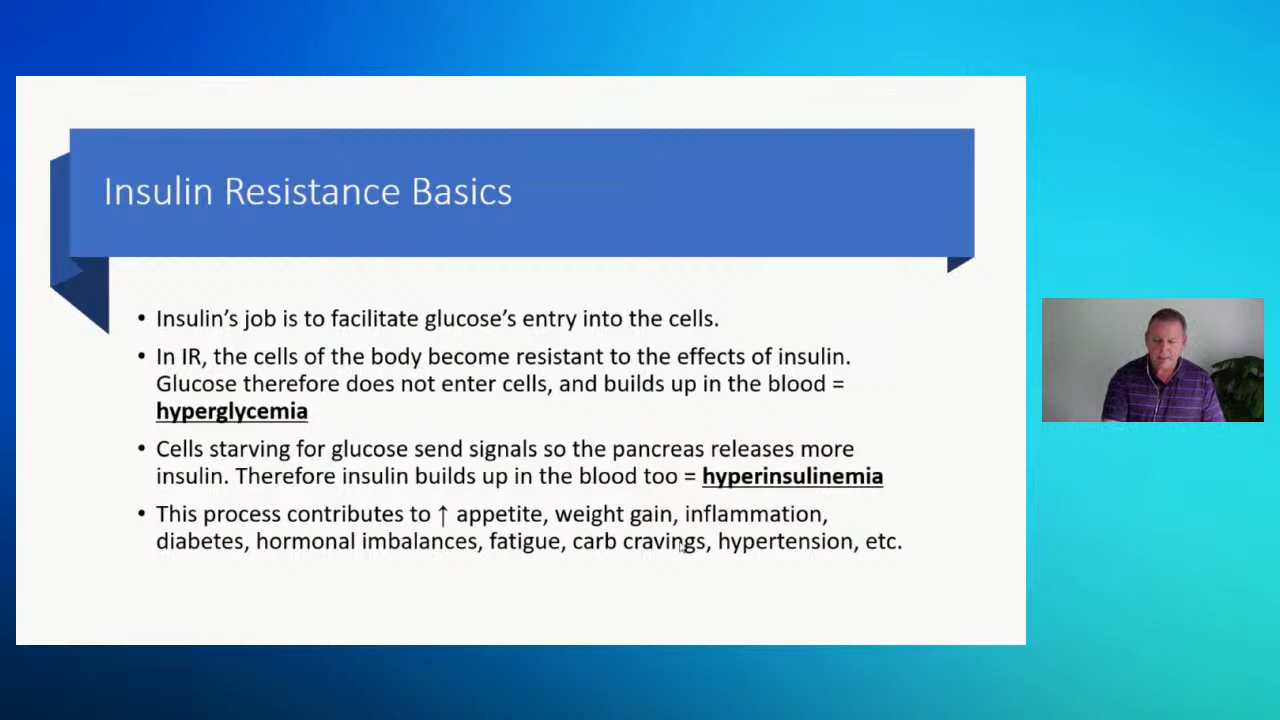 Insulin Resistance Basics
• Insulin’s job is to facilitate glucose’s entry into the cells.
• In IR, the cells of the body become resistant to the effects of insulin.
Glucose therefore does not enter cells, and builds up in the blood =
hyperglycemia
• Cells starving for glucose send signals so the pancreas releases more
insulin. Therefore insulin builds up in the blood too = hyperinsulinemia
• This process contributes to ↑ appetite, weight gain, inflammation,
diabetes, hormonal imbalances, fatigue, carb cravings, hypertension, etc.